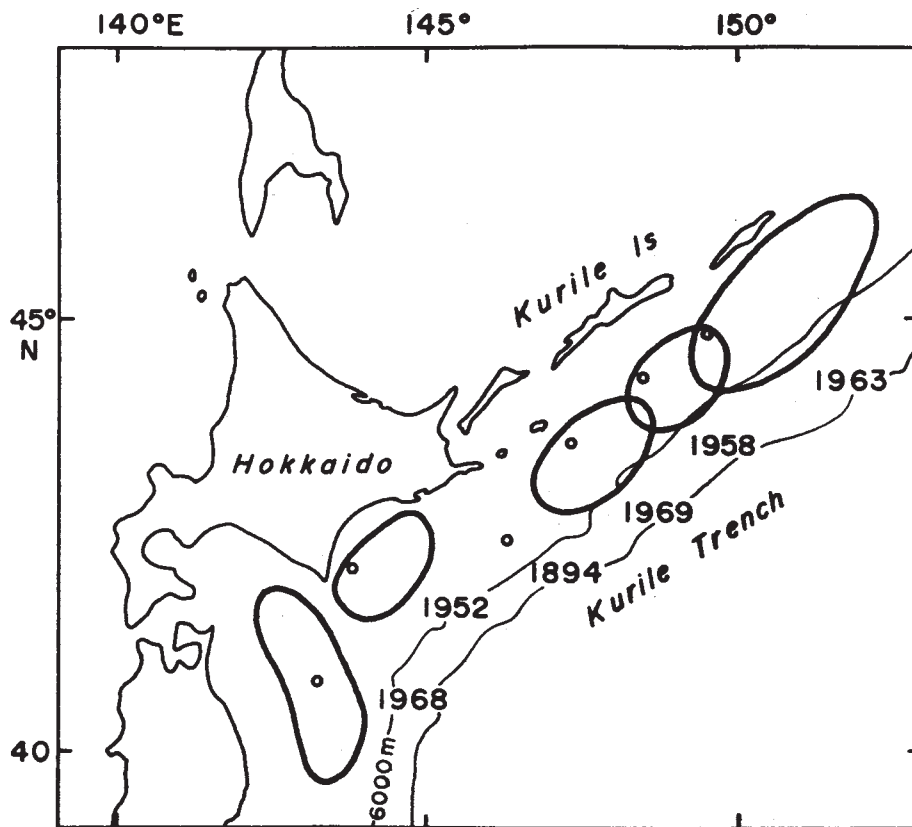 140°E 145° 150°
Kurile Is
45°
N
1963
Hokkaido
1958
1969
Kurile Trench
1894
1952
1968
40
6000m